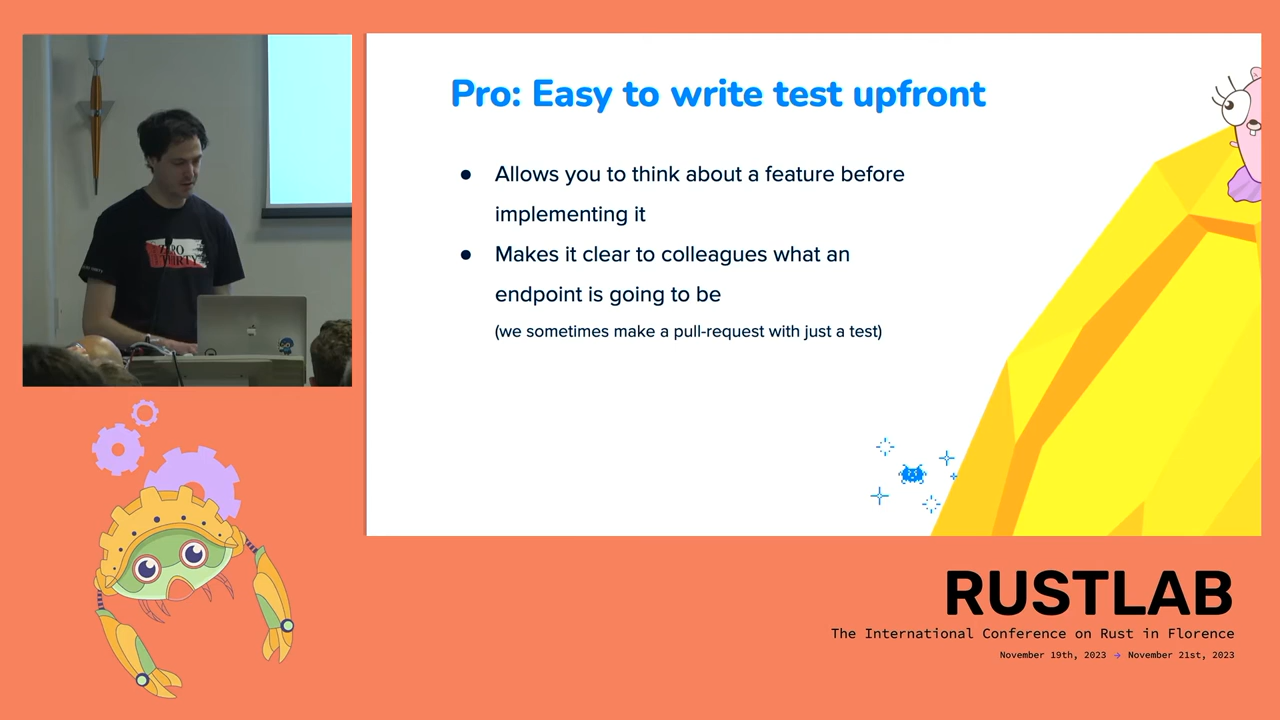 Pro: Easy to write test upfront
● Allows you to think about a feature before
implementing it
● Makes it clear to colleagues what an
endpoint is going to be
(we sometimes make a pull-request with just a test)
RUSTLAB
The International Conference on Rust in Florence
November 19th, 2023 → November 21st, 2023